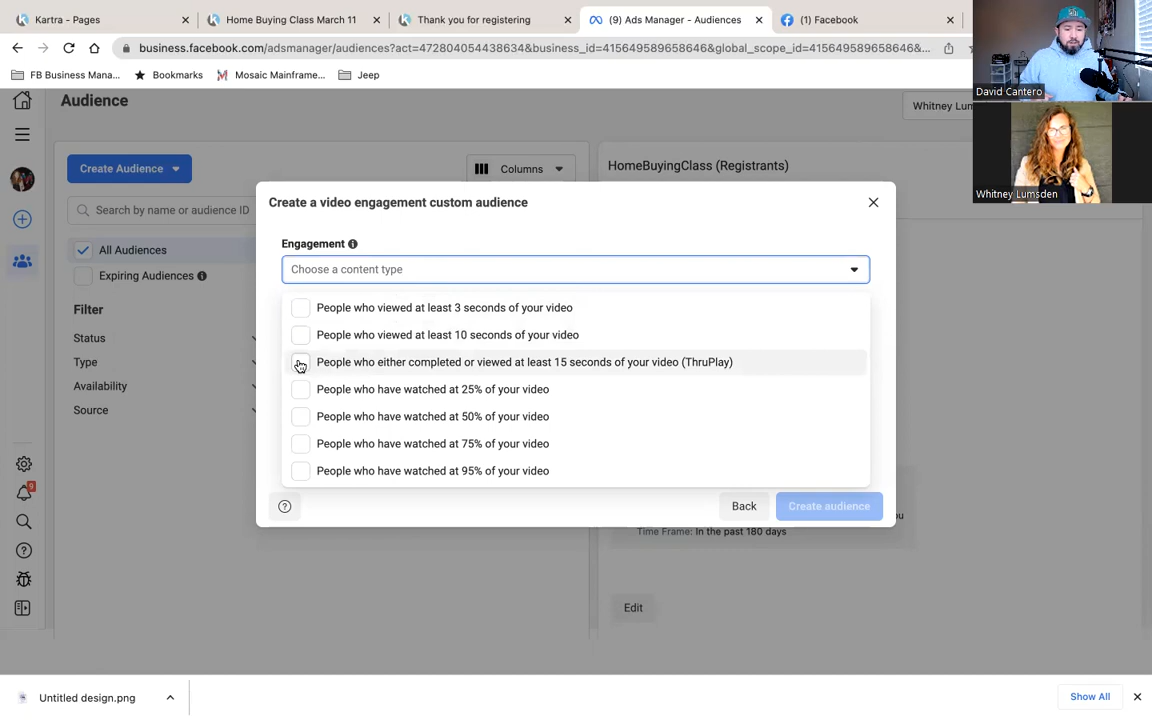 Kartra - Pages
Home Buying Class March 11
Thank you for registering
(9) Ads Manager - Audiences
(1) Facebook
business.facebook.com/adsmanager/audiences?act=472804054438634&business_id=415649589658646&global_scope_id=415649589658646&...
FB Business Mana...
Bookmarks
Mosaic Mainframe...
Jeep
David Cantero
Whitney Lumsden
Audience
Whitney Lum
Create Audience
Columns
HomeBuyingClass (Registrants)
Search by name or audience ID
All Audiences
Expiring Audiences
Filter
Status
Type
Availability
Source
9
Create a video engagement custom audience
Engagement
Choose a content type
People who viewed at least 3 seconds of your video
People who viewed at least 10 seconds of your video
People who either completed or viewed at least 15 seconds of your video (ThruPlay)
People who have watched at 25% of your video
People who have watched at 50% of your video
People who have watched at 75% of your video
People who have watched at 95% of your video
Back
Create audience
ou
Time Frame: In the past 180 days
Edit
Untitled design.png
Show All